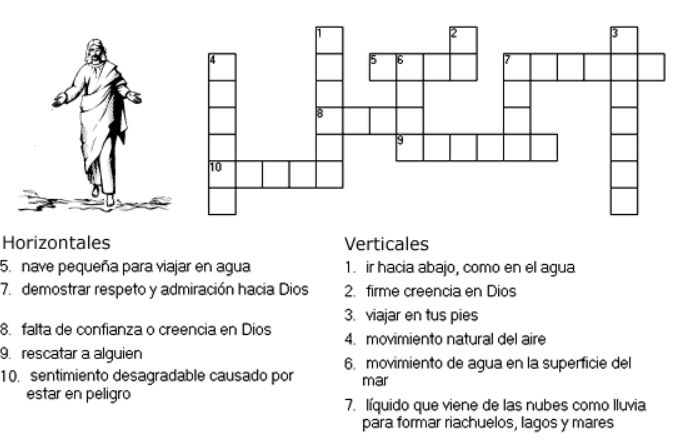 1
2
3
4
5
6
7
8
9
10
Horizontales
5. nave pequeña para viajar en agua
7. demostrar respeto y admiración hacia Dios
8. falta de confianza o creencia en Dios
9. rescatar a alguien
10. sentimiento desagradable causado por
estar en peligro
Verticales
1. ir hacia abajo, como en el agua
2. firme creencia en Dios
3. viajar en tus pies
4. movimiento natural del aire
6. movimiento de agua en la superficie del
mar
7. líquido que viene de las nubes como lluvia
para formar riachuelos, lagos y mares